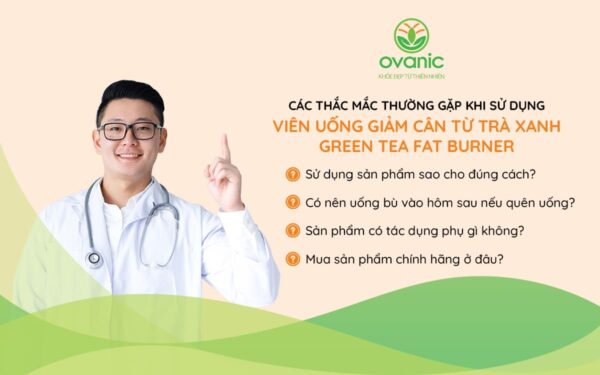 ovanic
KHỎE ĐẸP TỪ THIÊN NHIÊN
CÁC THẮC MẮC THƯỜNG GẶP KHI SỬ DỤNG
VIÊN UỐNG GIẢM CÂN TỪ TRÀ XANH
GREEN TEA FAT BURNER
? Sử dụng sản phẩm sao cho đúng cách?
? Có nên uống bù vào hôm sau nếu quên uống?
? Sản phẩm có tác dụng phụ gì không?
? Mua sản phẩm chính hãng ở đâu?